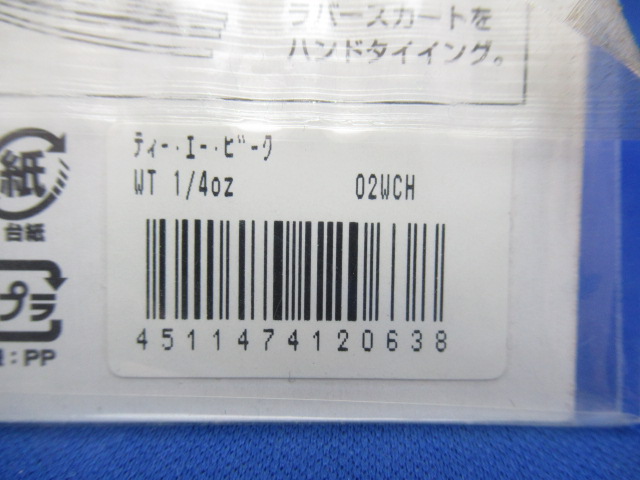 ラバースカートを
ハンドタイイング。
ティー・エー・ビーク
WT 1/4oz 02WCH
4511474120638
紙
台紙
プラ
:PP